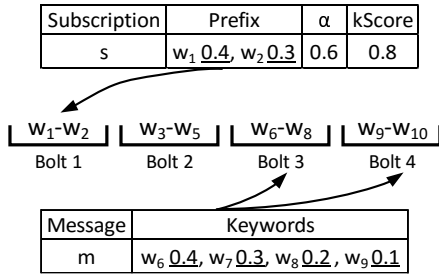 Subscription Prefix α kScore
s w₁ 0.4, w₂ 0.3 0.6 0.8
w₁-w₂ w₃-w₅ w₆-w₈ w₉-w₁₀
Bolt 1 Bolt 2 Bolt 3 Bolt 4
Message Keywords
m w₆ 0.4, w₇ 0.3, w₈ 0.2 , w₉ 0.1